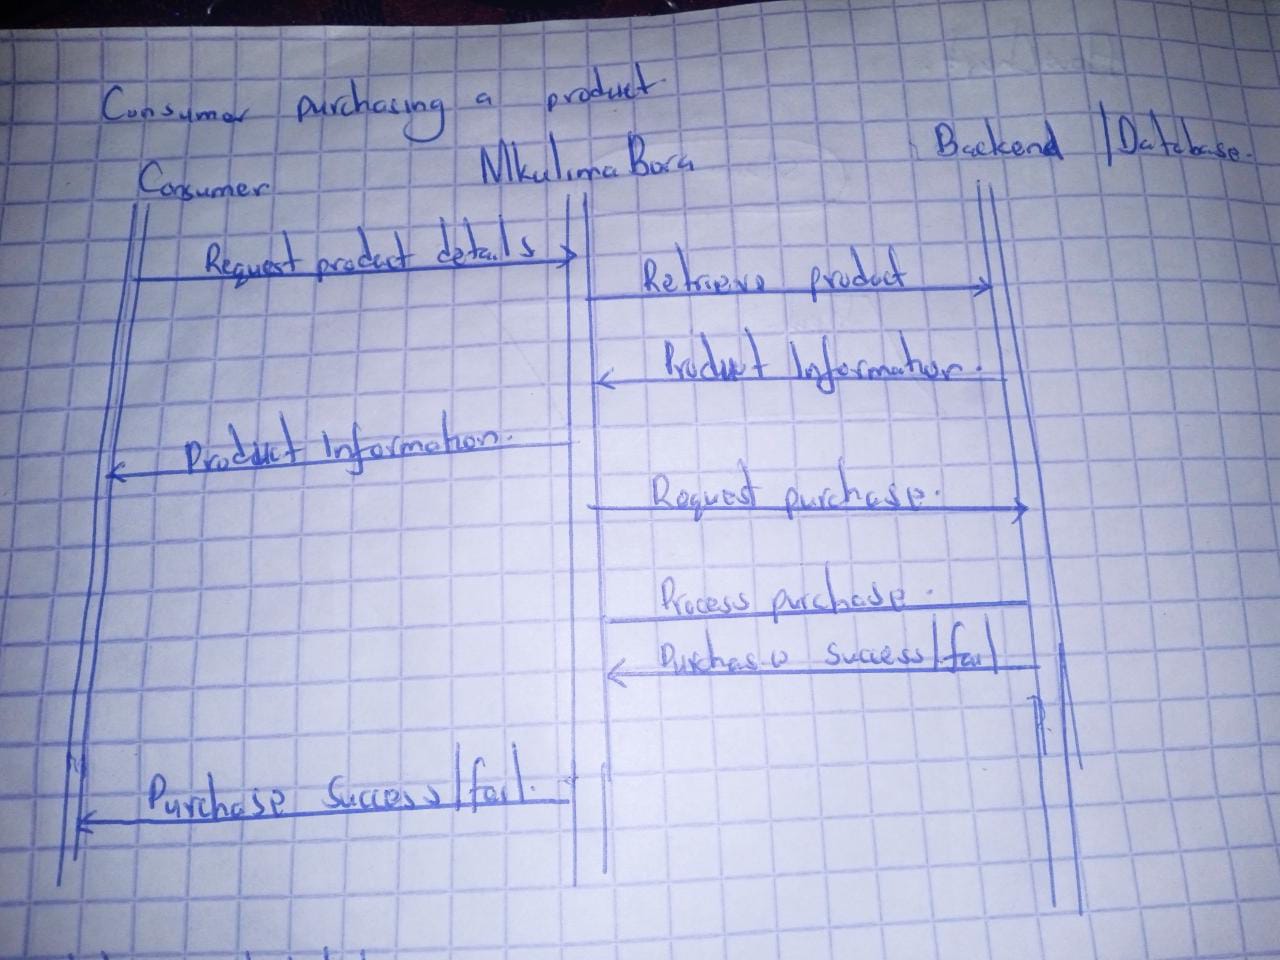 Consumer purchasing a product
Consumer
Mkulima Bora
Backend / Database.
Request product details
Retrieve product
Product Information.
Product Information.
Request purchase.
Process purchase.
Purchase success/fail
Purchase success/fail.